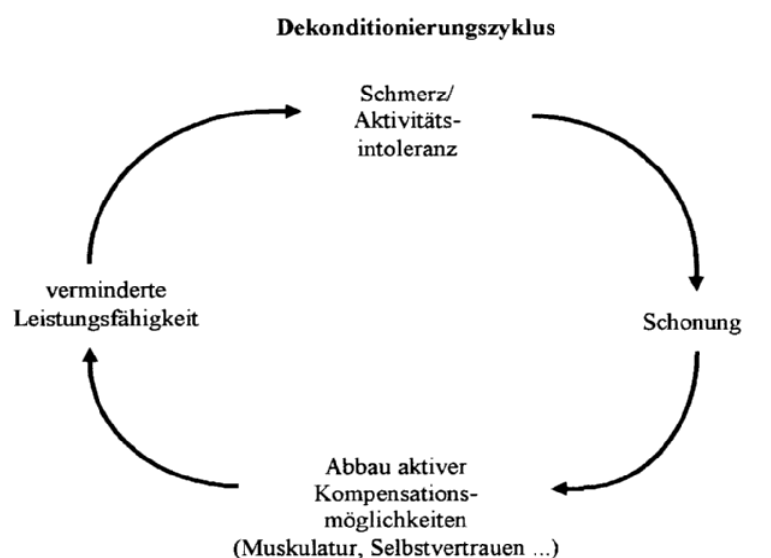 Dekonditionierungszyklus
Schmerz/
Aktivitäts-
intoleranz
verminderte
Leistungsfähigkeit
Schonung
Abbau aktiver
Kompensations-
möglichkeiten
(Muskulatur, Selbstvertrauen ...)